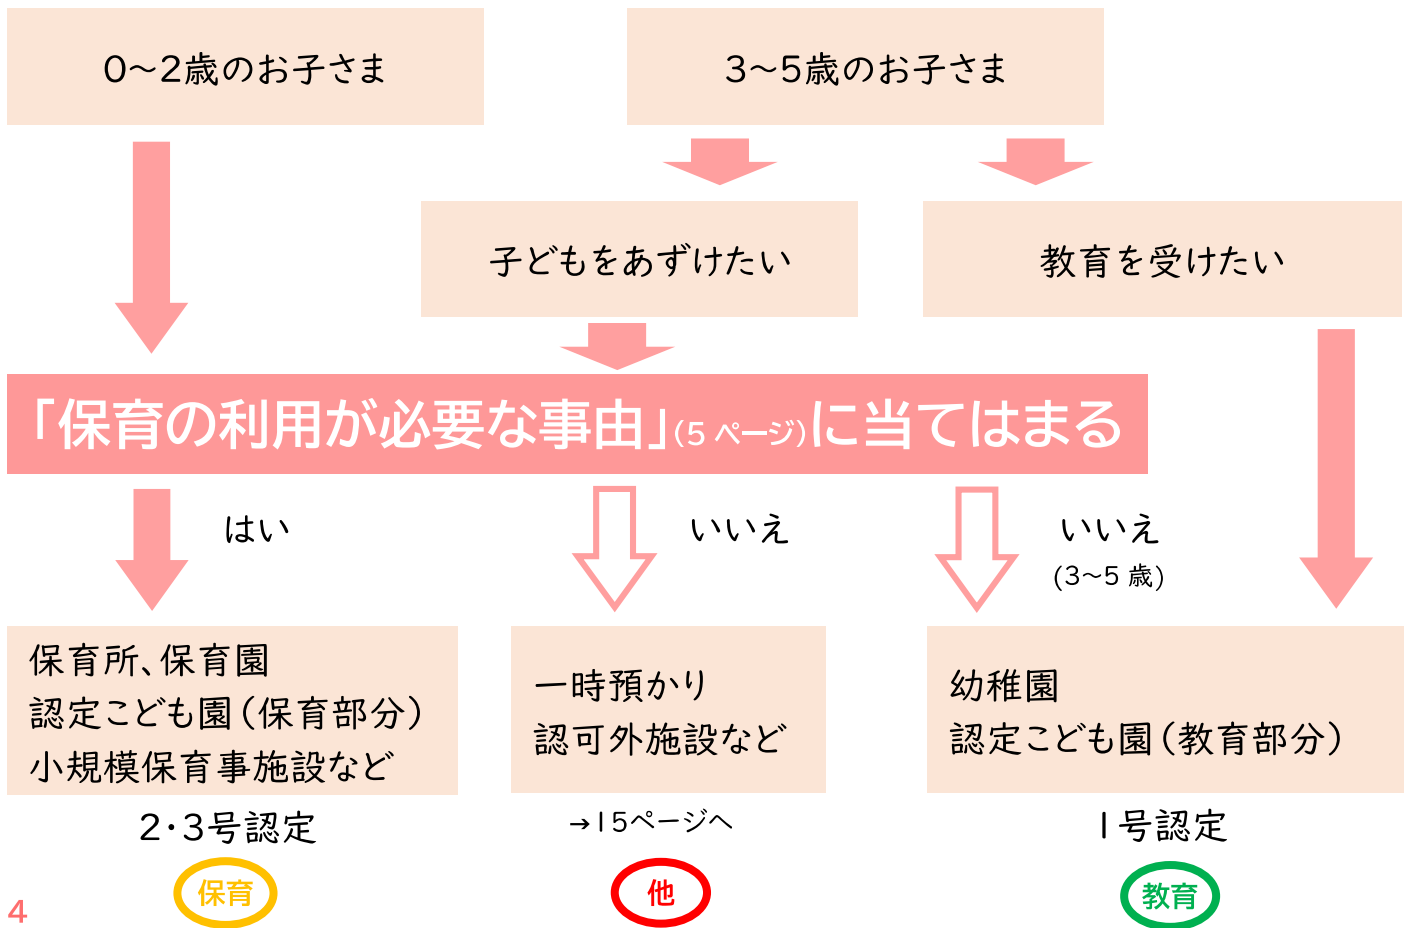 0～2歳のお子さま
3～5歳のお子さま
子どもをあずけたい
教育を受けたい
「保育の利用が必要な事由」(5 ページ)に当てはまる
はい
いいえ
いいえ
(3～5 歳)
保育所、保育園
認定こども園(保育部分)
小規模保育事施設など
一時預かり
認可外施設など
幼稚園
認定こども園(教育部分)
2・3号認定
→15ページへ
1号認定
保育
他
教育
4